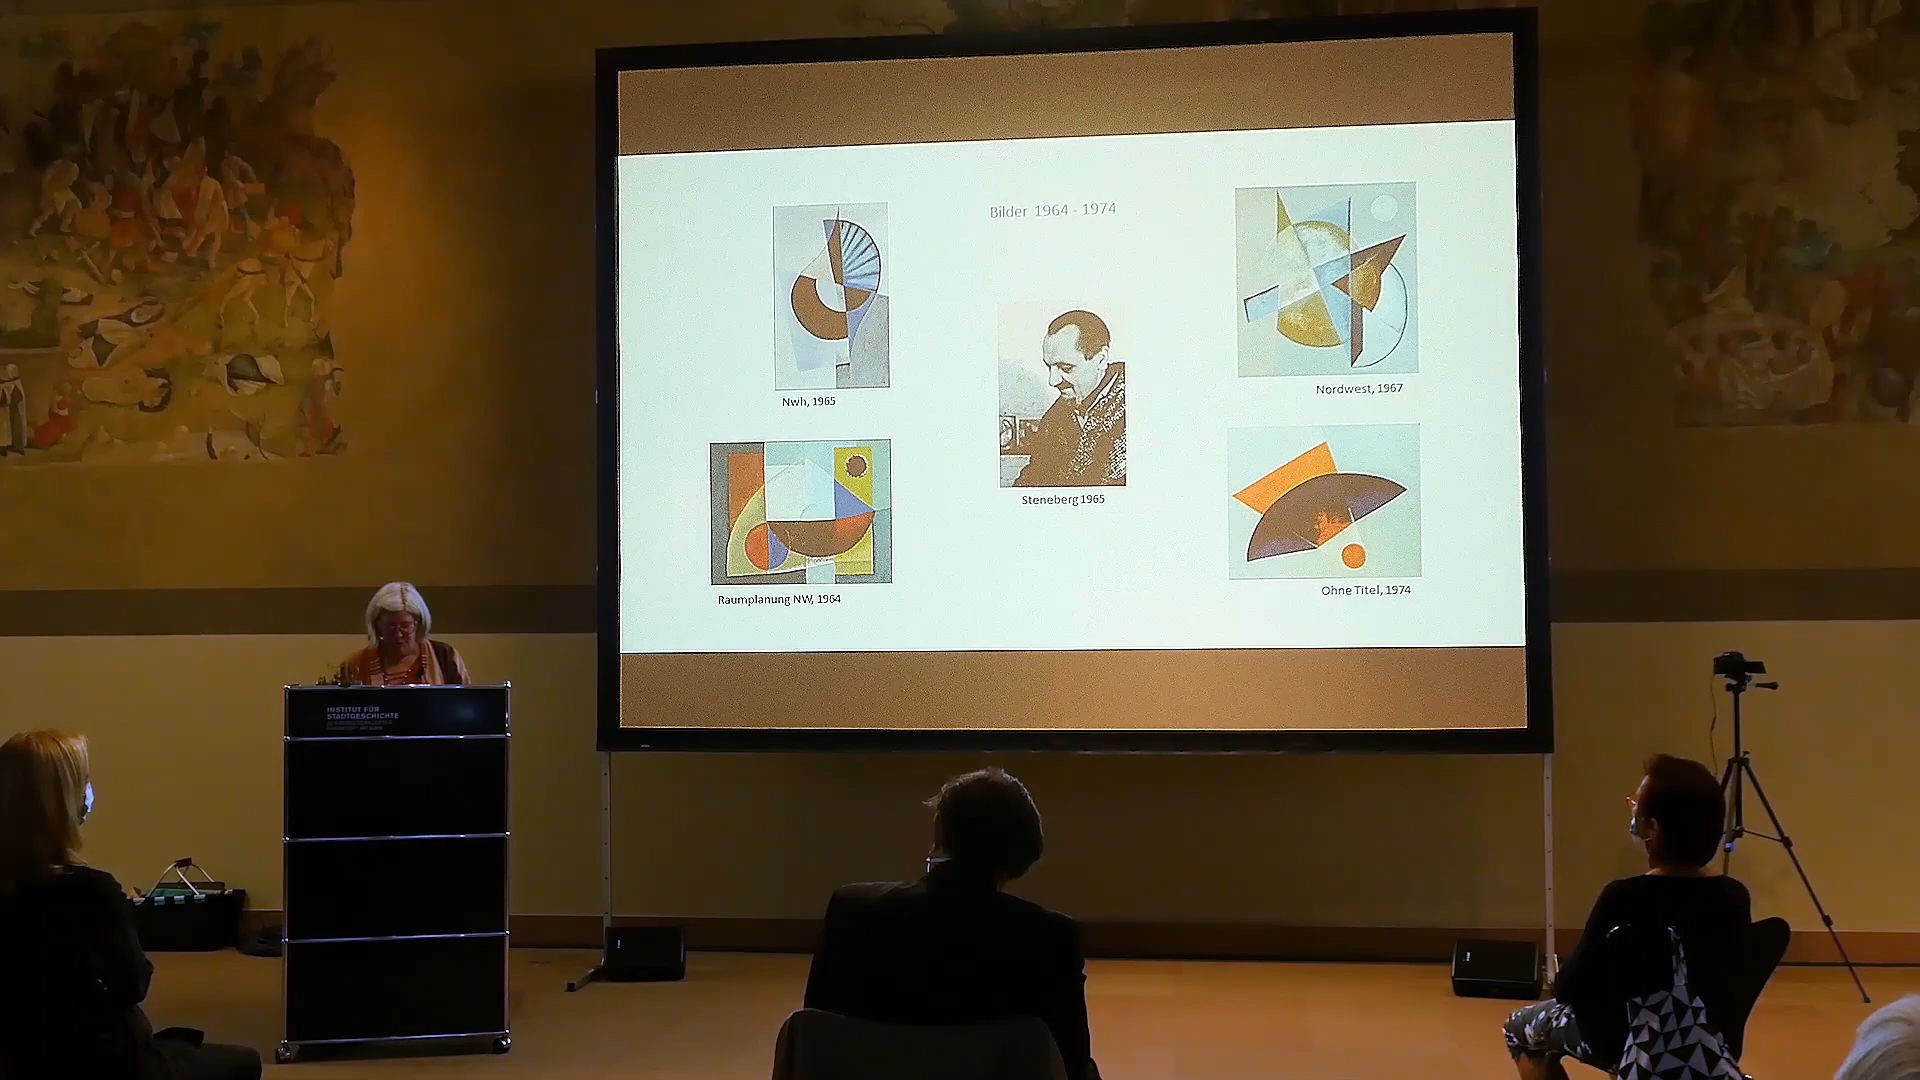 Bilder 1964 - 1974
Nwh, 1965
Nordwest, 1967
Steneberg 1965
Raumplanung NW, 1964
Ohne Titel, 1974
INSTITUT FÜR
STADTGESCHICHTE